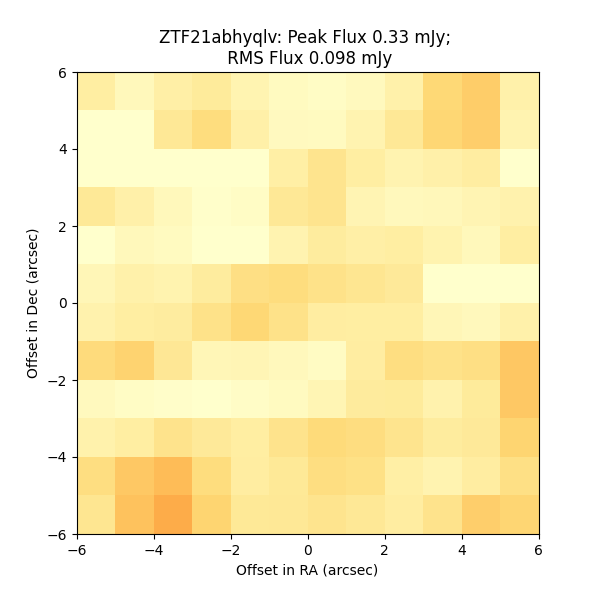 ZTF21abhyqlv: Peak Flux 0.33 mJy;
RMS Flux 0.098 mJy
6
4
2
0
−2
−4
−6
Offset in Dec (arcsec)
−6 −4 −2 0 2 4 6
Offset in RA (arcsec)